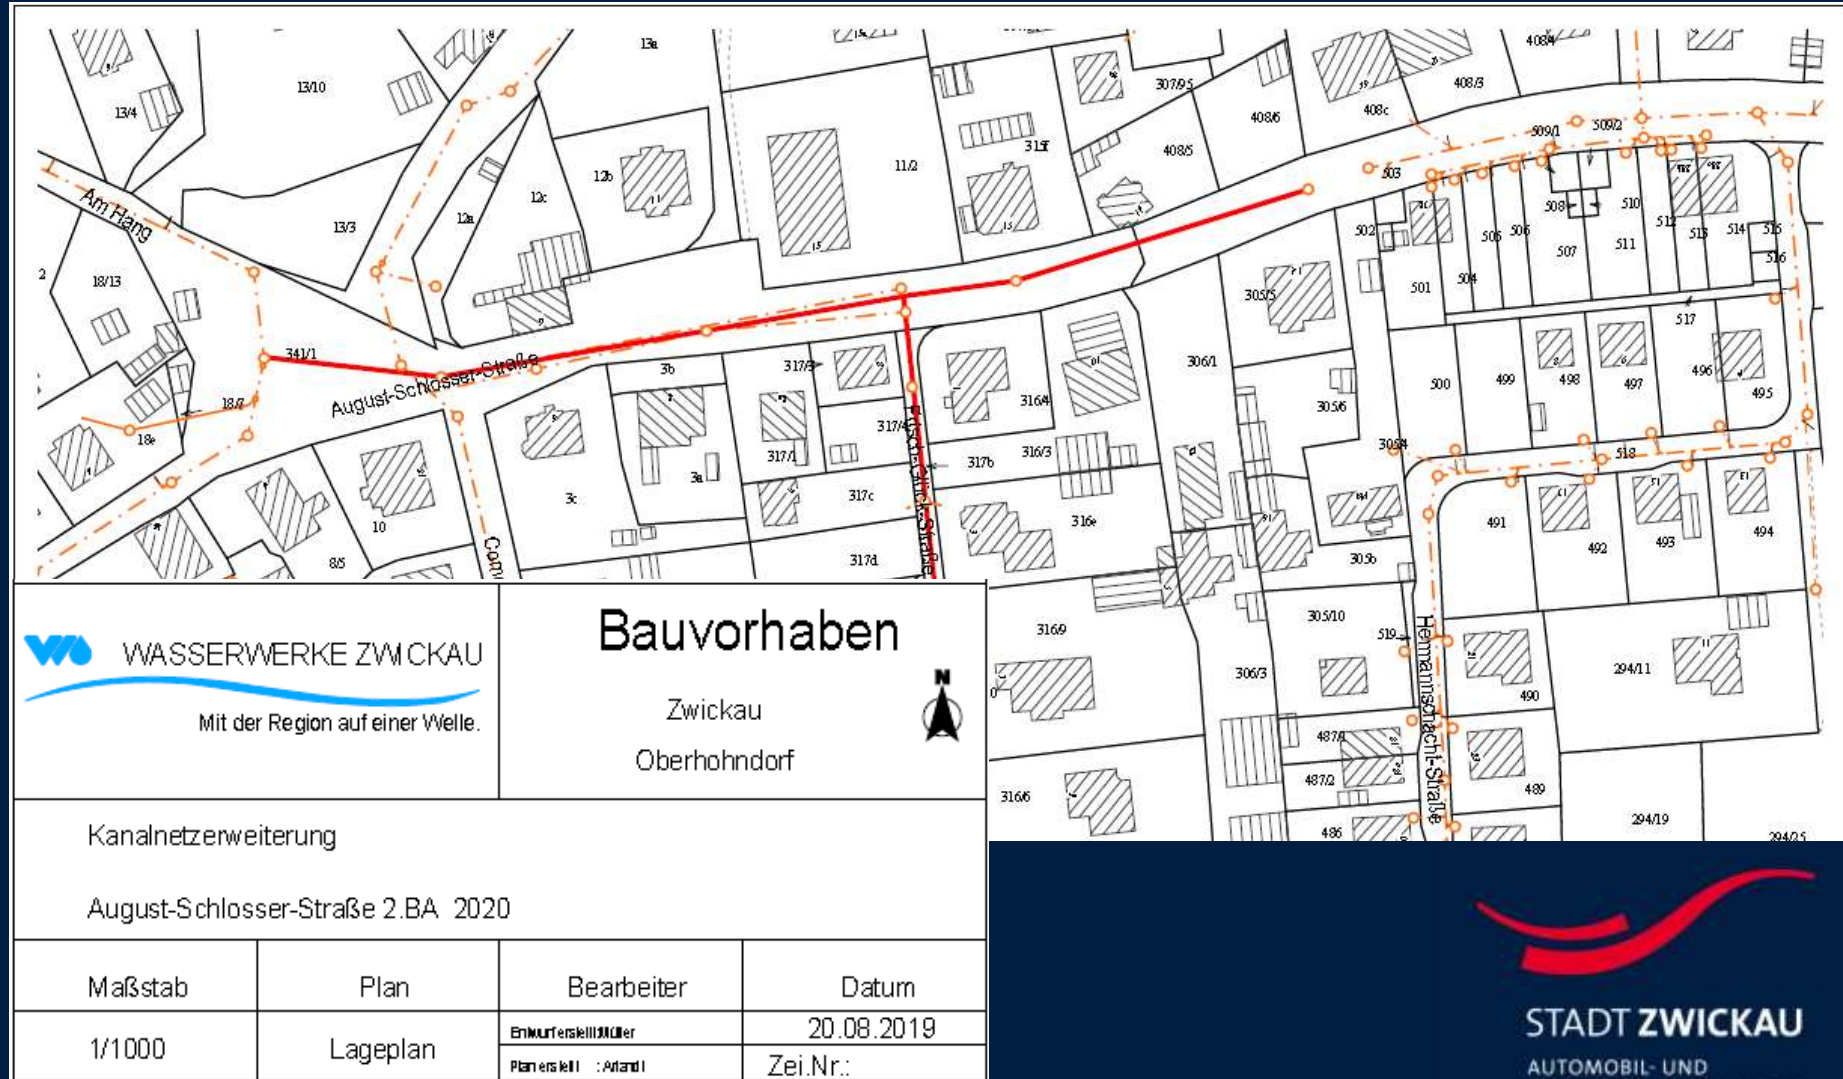 13a
13/10
13/4
408/4
408/3
307/95
408c
408/6
509/1
509/2
315f
408/5
11/2
12b
12c
12a
13/3
Am Hang
503
508
510
512
513
514
515
516
502
505
506
507
511
504
501
18/13
2
305/5
517
341/1
August-Schlosser-Straße
3b
317/3
306/1
500
499
498
497
496
495
316/4
305/6
18/7
18e
317/4
305/4
518
317/1
317b
316/3
3a
3c
317c
316e
10
491
492
493
494
8/5
317d
305b
Hermannschacht-Straße
316/9
305/10
519
306/3
294/11
490
487/1
487/2
316/6
489
486
294/19
294/25
WASSERWERKE ZWICKAU
Mit der Region auf einer Welle.
Bauvorhaben
Zwickau
Oberhohndorf
N
Kanalnetzerweiterung
August-Schlosser-Straße 2.BA 2020
Maßstab
Plan
Bearbeiter
Datum
1/1000
Lageplan
20.08.2019
Zei.Nr.:
STADT ZWICKAU
AUTOMOBIL- UND